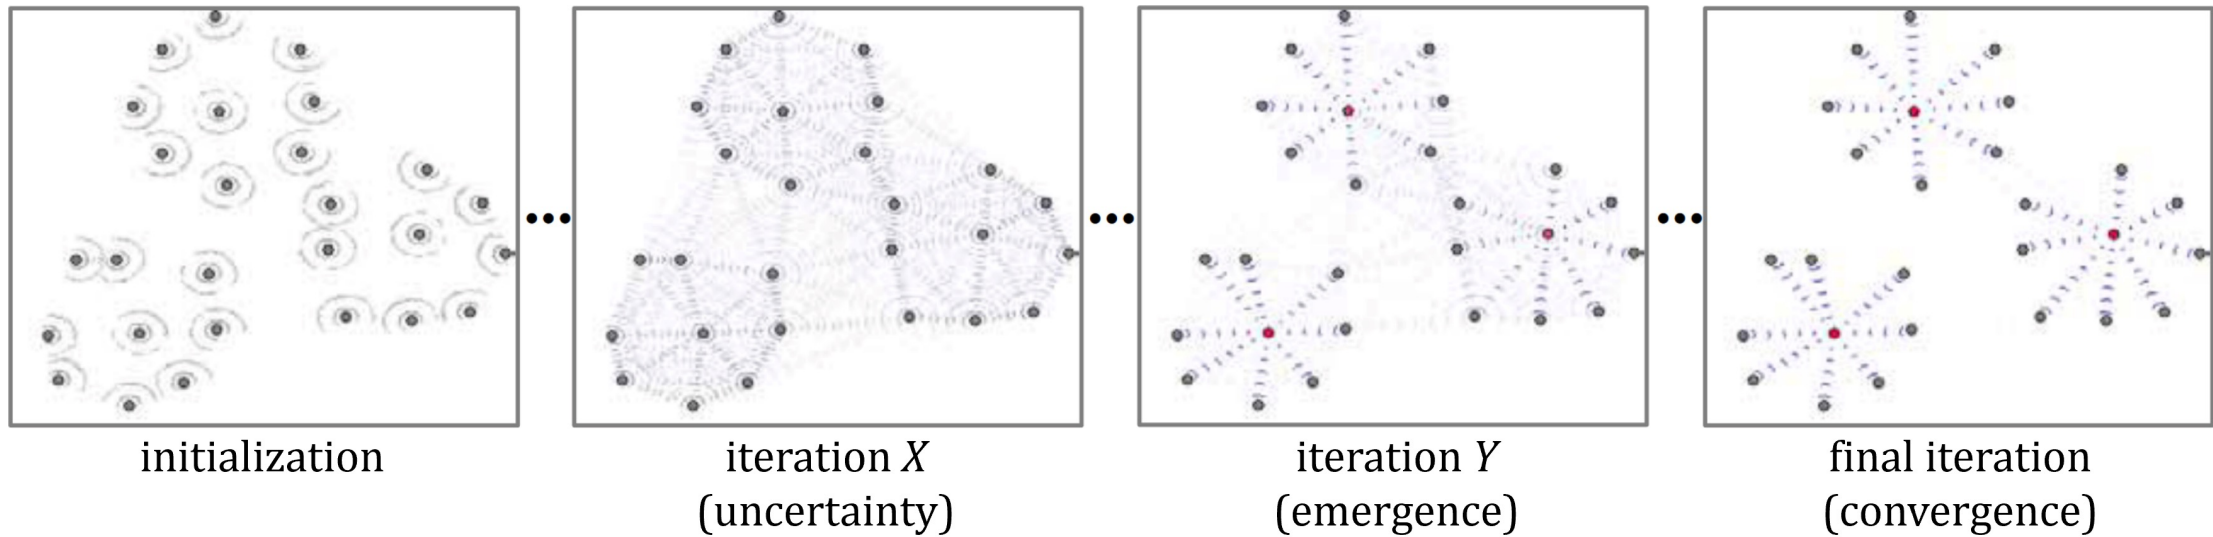 initialization
iteration X
(uncertainty)
iteration Y
(emergence)
final iteration
(convergence)